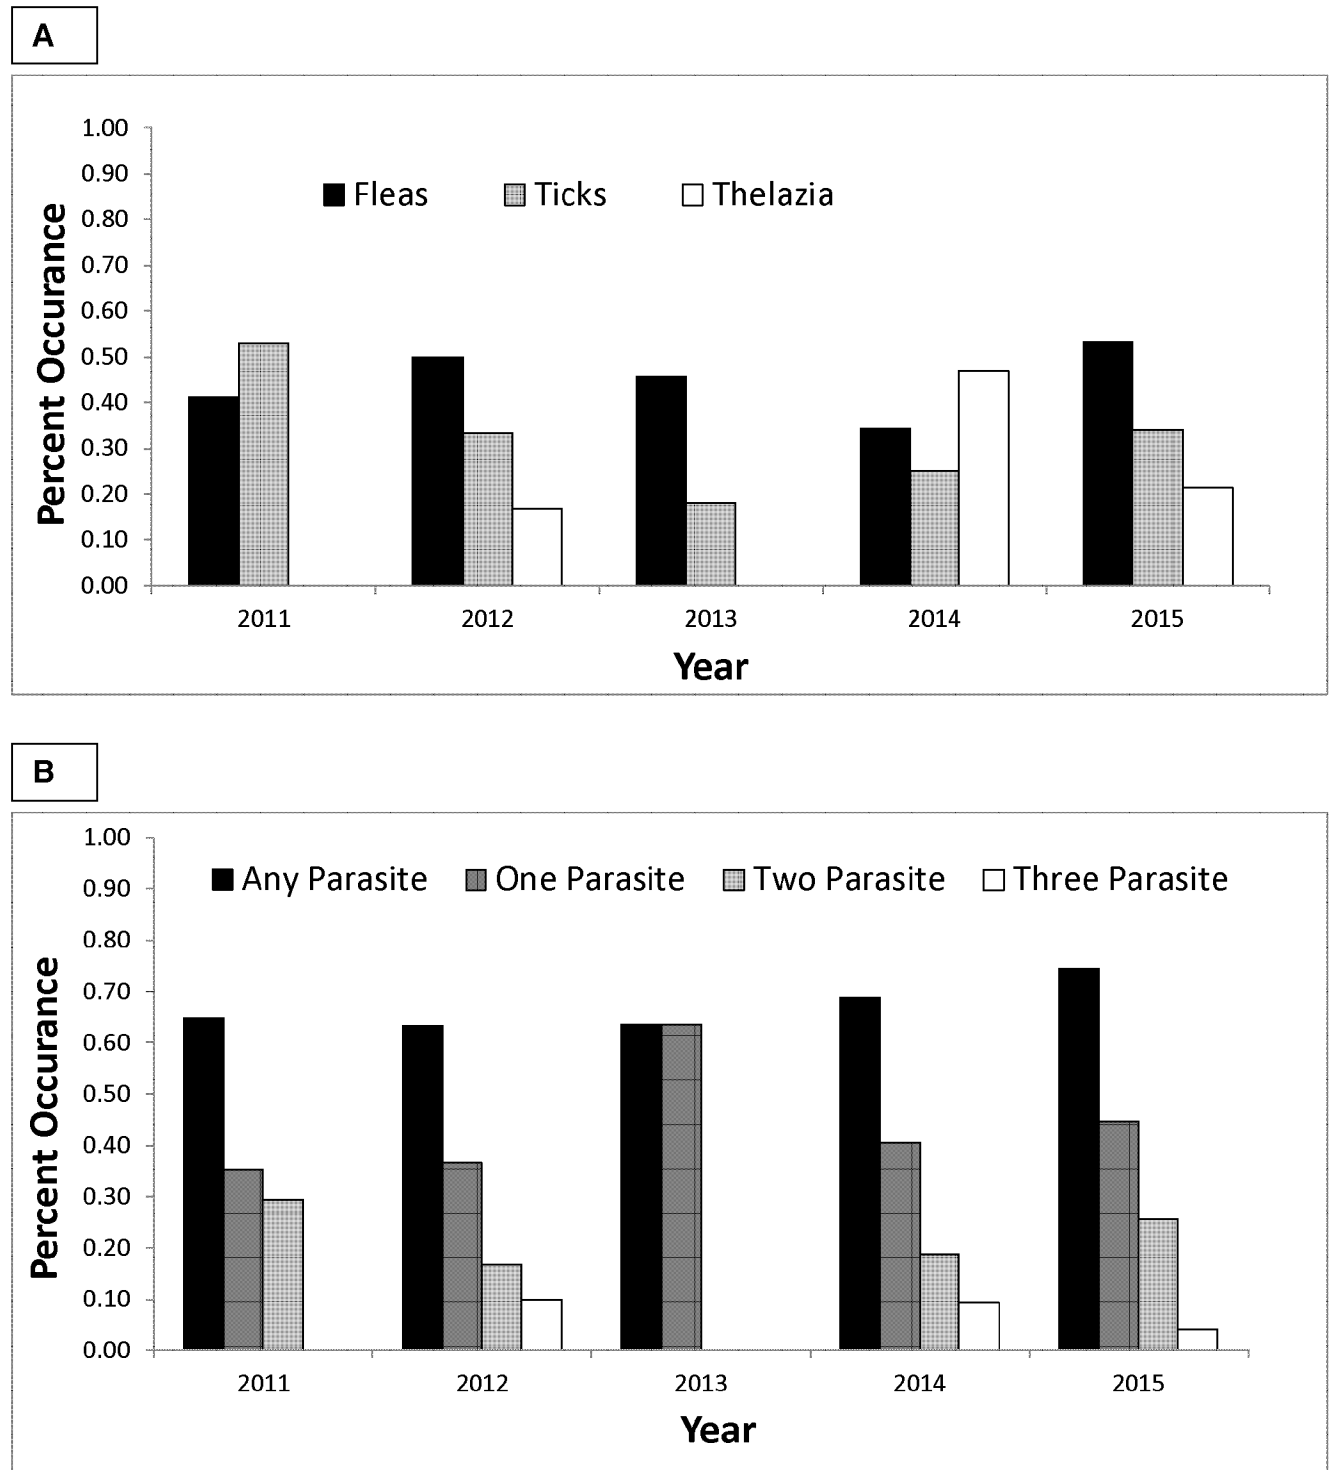 A
Percent Occurance
1.00
0.90
0.80
0.70
0.60
0.50
0.40
0.30
0.20
0.10
0.00
Fleas Ticks Thelazia
2011 2012 2013 2014 2015
Year
B
Percent Occurance
1.00
0.90
0.80
0.70
0.60
0.50
0.40
0.30
0.20
0.10
0.00
Any Parasite One Parasite Two Parasite Three Parasite
2011 2012 2013 2014 2015
Year